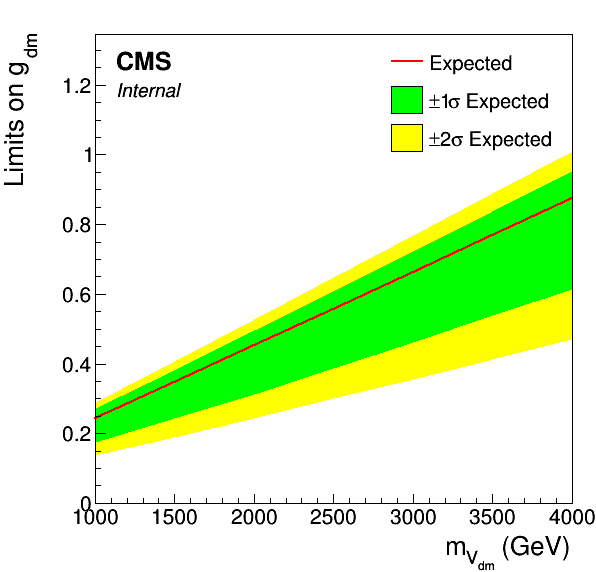 CMS
Internal
Expected
±1σ Expected
±2σ Expected
Limits on g_dm
1.2
1
0.8
0.6
0.4
0.2
0
1000 1500 2000 2500 3000 3500 4000
m_V_dm (GeV)